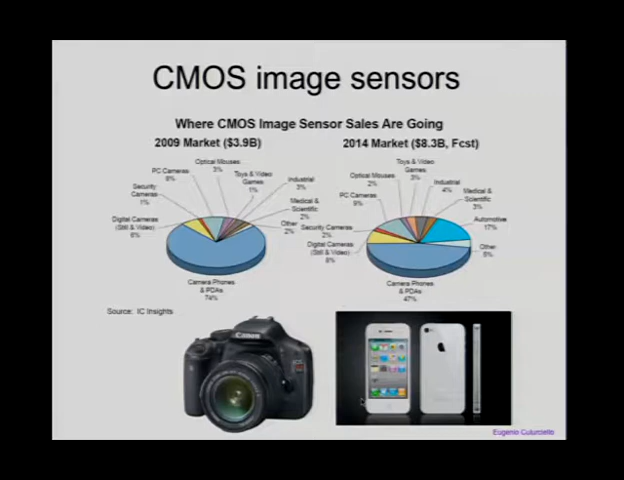 CMOS image sensors
Where CMOS Image Sensor Sales Are Going
2009 Market ($3.9B)
2014 Market ($8.3B, Fcst)
Optical Mouses
3%
PC Cameras
Toys & Video
Games
1%
Industrial
3%
Security
Cameras
1%
Medical &
Scientific
2%
Digital Cameras
(Still & Video)
Other
2%
Camera Phones
& PDAs
74%
Toys & Video
Games
3%
Optical Mouses
2%
Industrial
4%
PC Cameras
9%
Medical &
Scientific
3%
Automotive
17%
Security Cameras
2%
Digital Cameras
(Still & Video)
Other
Camera Phones
& PDAs
47%
Source: IC Insights
Canon
Eugenio Culurciello